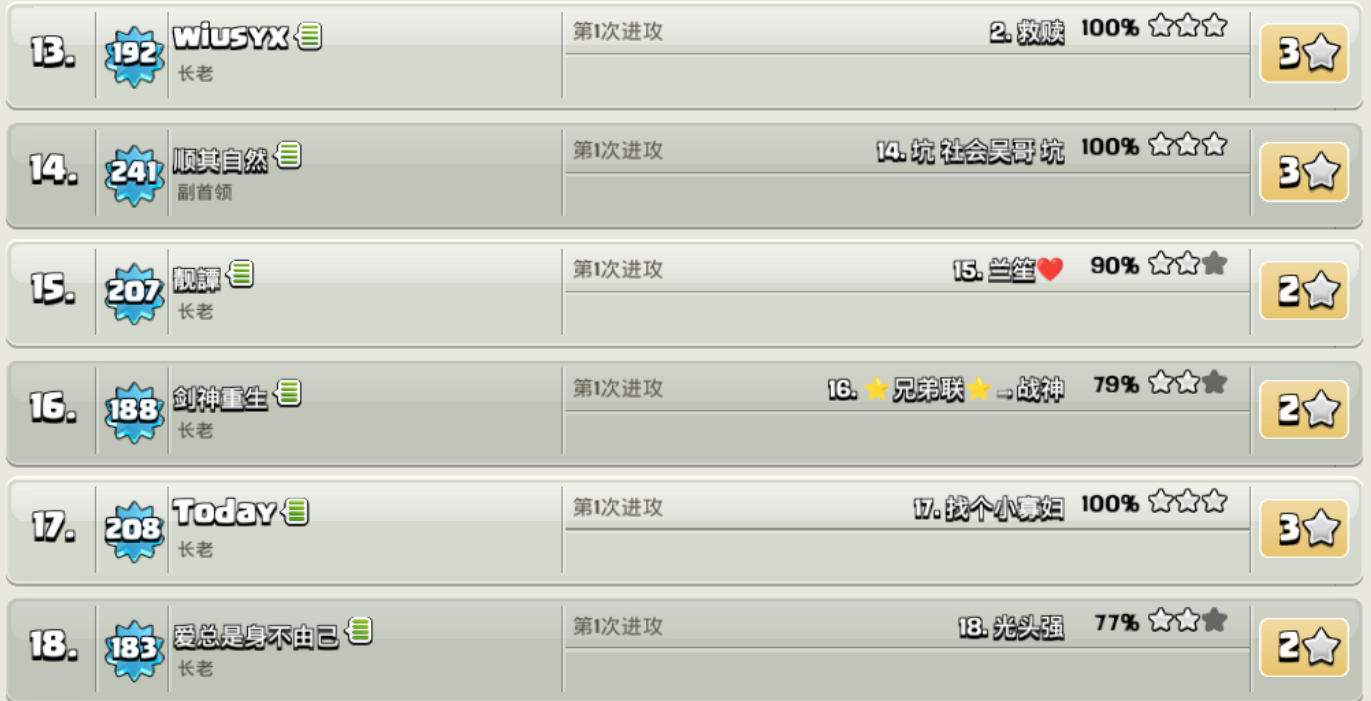 13. 192 WiUSYX 第1次进攻 2. 救赎 100% 3
长老
14. 241 顺其自然 第1次进攻 14. 坑 社会吴哥 坑 100% 3
副首领
15. 207 靓譚 第1次进攻 15. 兰笙❤️ 90% 2
长老
16. 188 剑神重生 第1次进攻 16. ⭐兄弟联⭐→战神 79% 2
长老
17. 208 Today 第1次进攻 17. 找个小寡妇 100% 3
长老
18. 183 爱总是身不由己 第1次进攻 18. 光头强 77% 2
长老